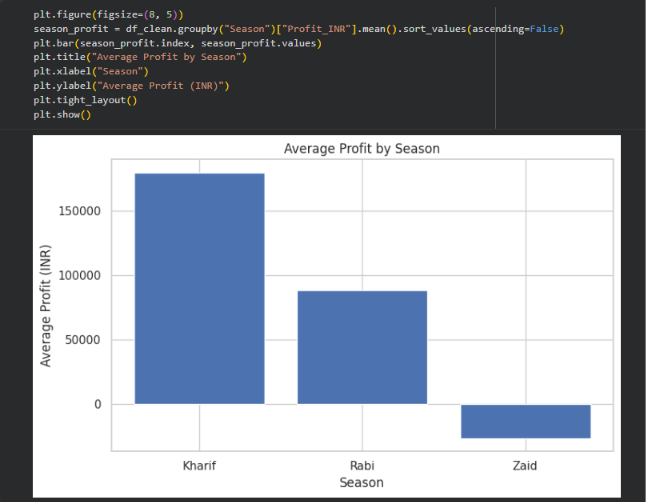 plt.figure(figsize=(8, 5))
season_profit = df_clean.groupby("Season")["Profit_INR"].mean().sort_values(ascending=False)
plt.bar(season_profit.index, season_profit.values)
plt.title("Average Profit by Season")
plt.xlabel("Season")
plt.ylabel("Average Profit (INR)")
plt.tight_layout()
plt.show()
Average Profit by Season
150000
100000
50000
0
Average Profit (INR)
Kharif Rabi Zaid
Season